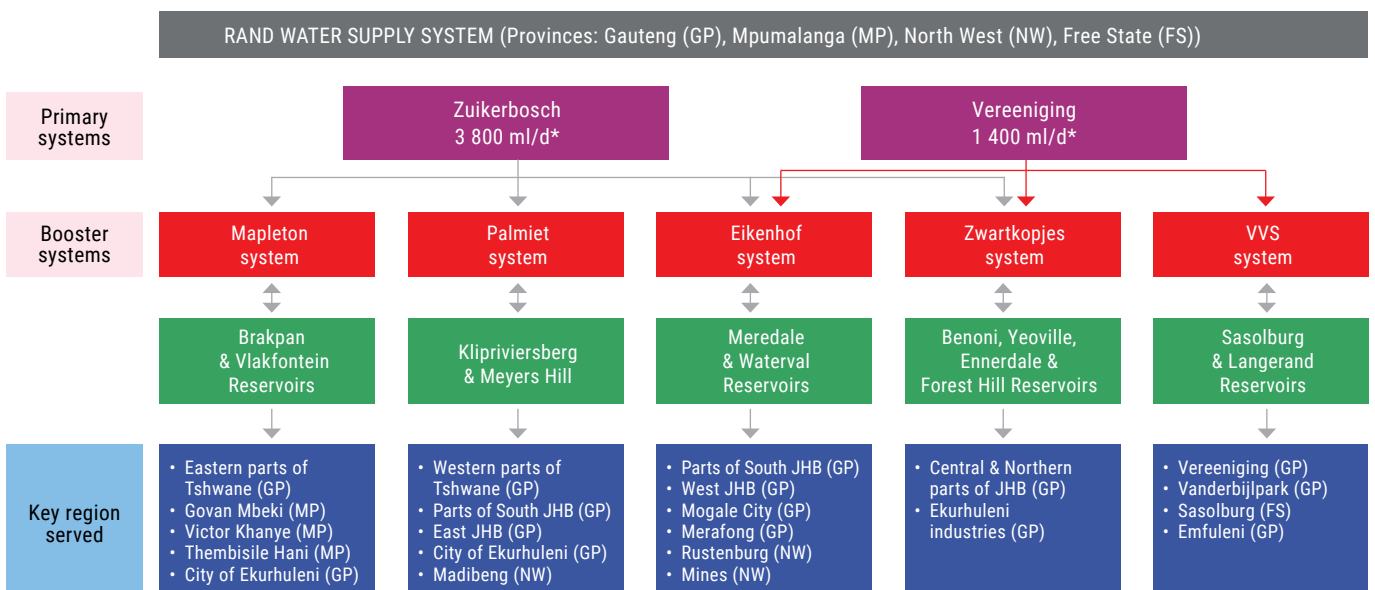 RAND WATER SUPPLY SYSTEM (Provinces: Gauteng (GP), Mpumalanga (MP), North West (NW), Free State (FS))
Primary
systems
Zuikerbosch
3 800 ml/d*
Vereeniging
1 400 ml/d*
Booster
systems
Mapleton
system
Palmiet
system
Eikenhof
system
Zwartkopjes
system
VVS
system
Brakpan
& Vlakfontein
Reservoirs
Klipriviersberg
& Meyers Hill
Meredale
& Waterval
Reservoirs
Benoni, Yeoville,
Ennerdale &
Forest Hill Reservoirs
Sasolburg
& Langerand
Reservoirs
Key region
served
• Eastern parts of
Tshwane (GP)
• Govan Mbeki (MP)
• Victor Khanye (MP)
• Thembisile Hani (MP)
• City of Ekurhuleni (GP)
• Western parts of
Tshwane (GP)
• Parts of South JHB (GP)
• East JHB (GP)
• City of Ekurhuleni (GP)
• Madibeng (NW)
• Parts of South JHB (GP)
• West JHB (GP)
• Mogale City (GP)
• Merafong (GP)
• Rustenburg (NW)
• Mines (NW)
• Central & Northern
parts of JHB (GP)
• Ekurhuleni
industries (GP)
• Vereeniging (GP)
• Vanderbijlpark (GP)
• Sasolburg (FS)
• Emfuleni (GP)